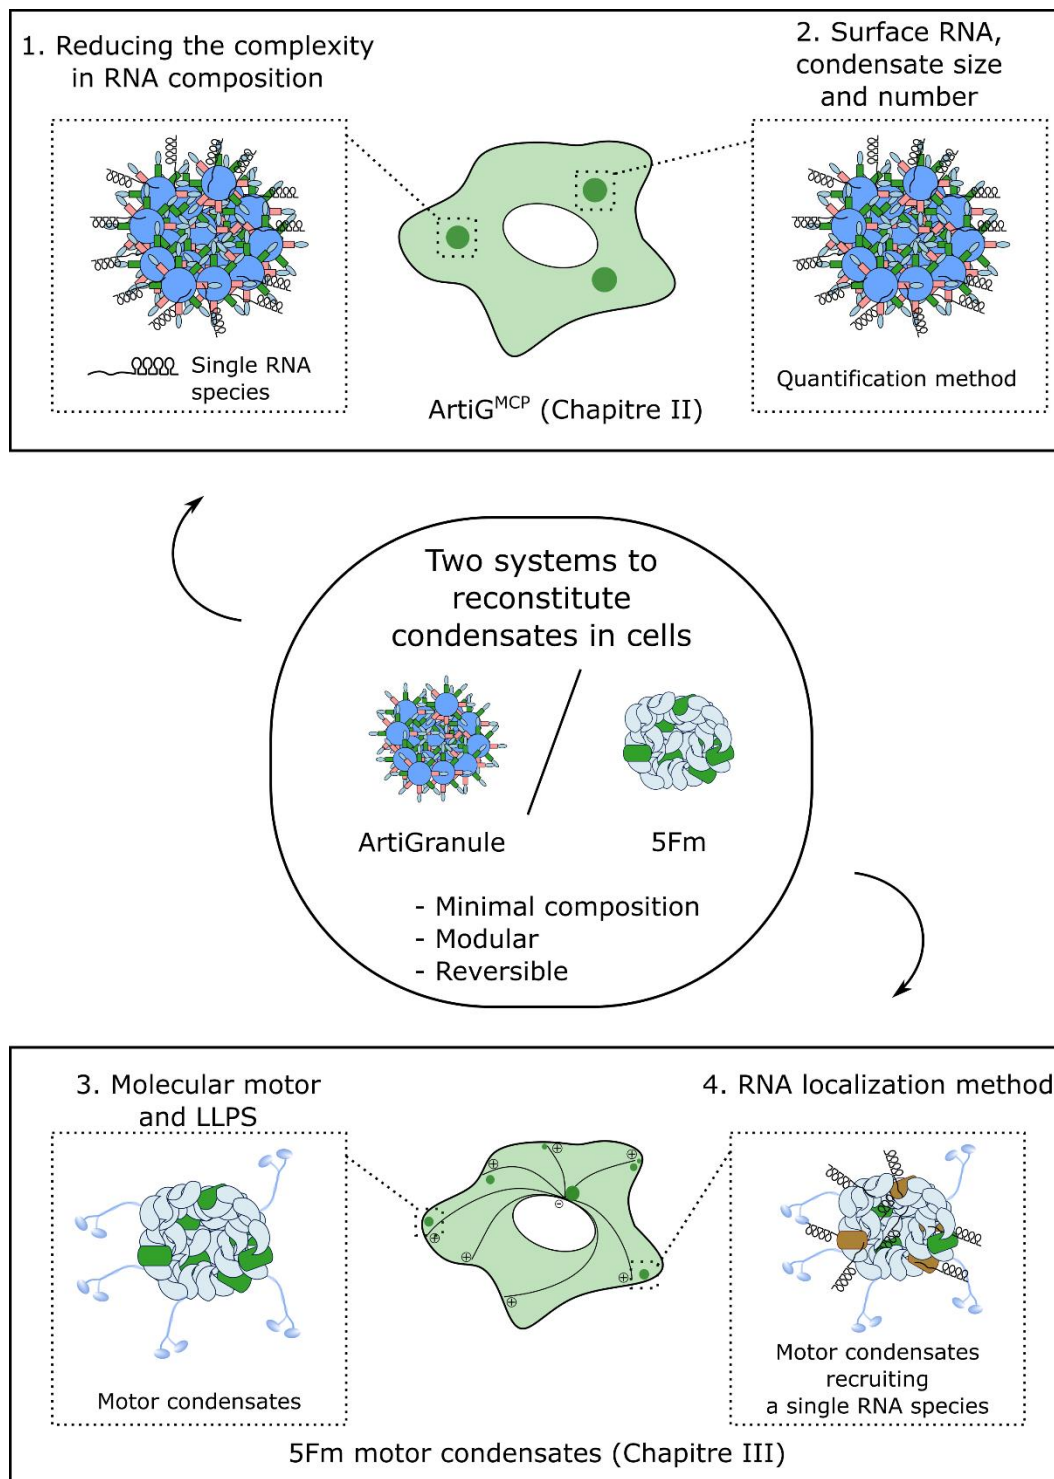 1. Reducing the complexity
in RNA composition
2. Surface RNA,
condensate size
and number
Single RNA
species
Quantification method
ArtiGᴹᶜᴾ (Chapitre II)
Two systems to
reconstitute
condensates in cells
ArtiGranule
5Fm
- Minimal composition
- Modular
- Reversible
3. Molecular motor
and LLPS
4. RNA localization method
Motor condensates
Motor condensates
recruiting
a single RNA species
5Fm motor condensates (Chapitre III)